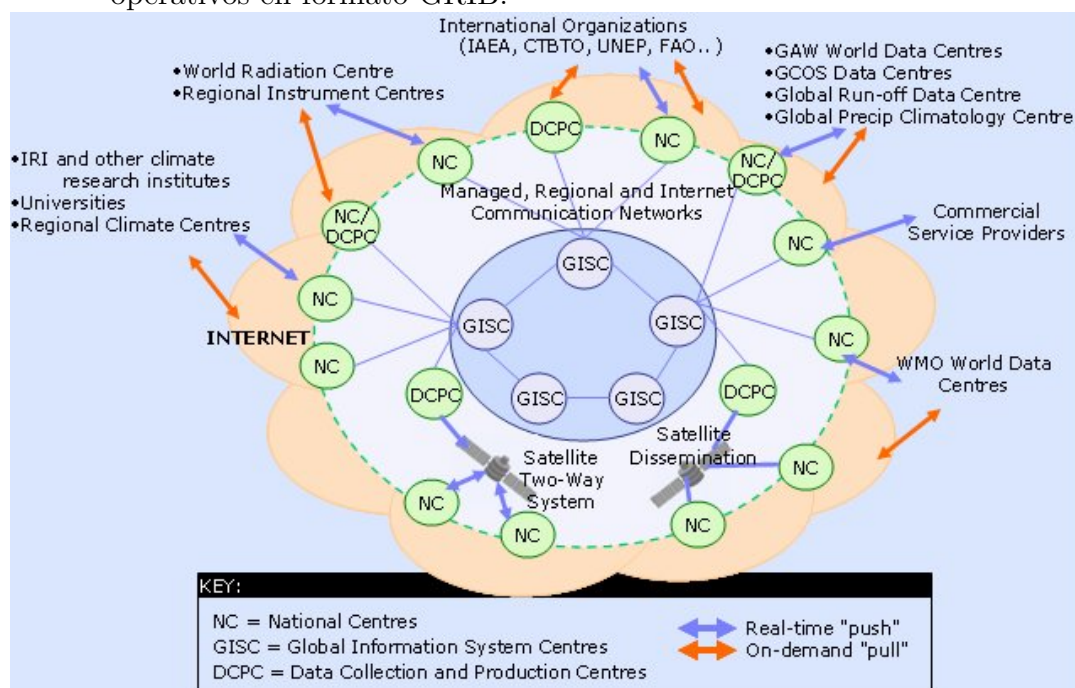 operativos en formato GRIB.
International Organizations
(IAEA, CTBTO, UNEP, FAO.. )
•World Radiation Centre
•Regional Instrument Centres
•GAW World Data Centres
•GCOS Data Centres
•Global Run-off Data Centre
•Global Precip Climatology Centre
•IRI and other climate
research institutes
•Universities
•Regional Climate Centres
DCPC
NC
NC
NC/
DCPC
Managed, Regional and Internet
Communication Networks
NC/
DCPC
Commercial
Service Providers
NC
GISC
NC
INTERNET
GISC
GISC
NC
NC
WMO World Data
Centres
DCPC
GISC
GISC
DCPC
Satellite
Dissemination
Satellite
Two-Way
System
NC
NC
NC
NC
KEY:
NC = National Centres
GISC = Global Information System Centres
DCPC = Data Collection and Production Centres
Real-time "push"
On-demand "pull"